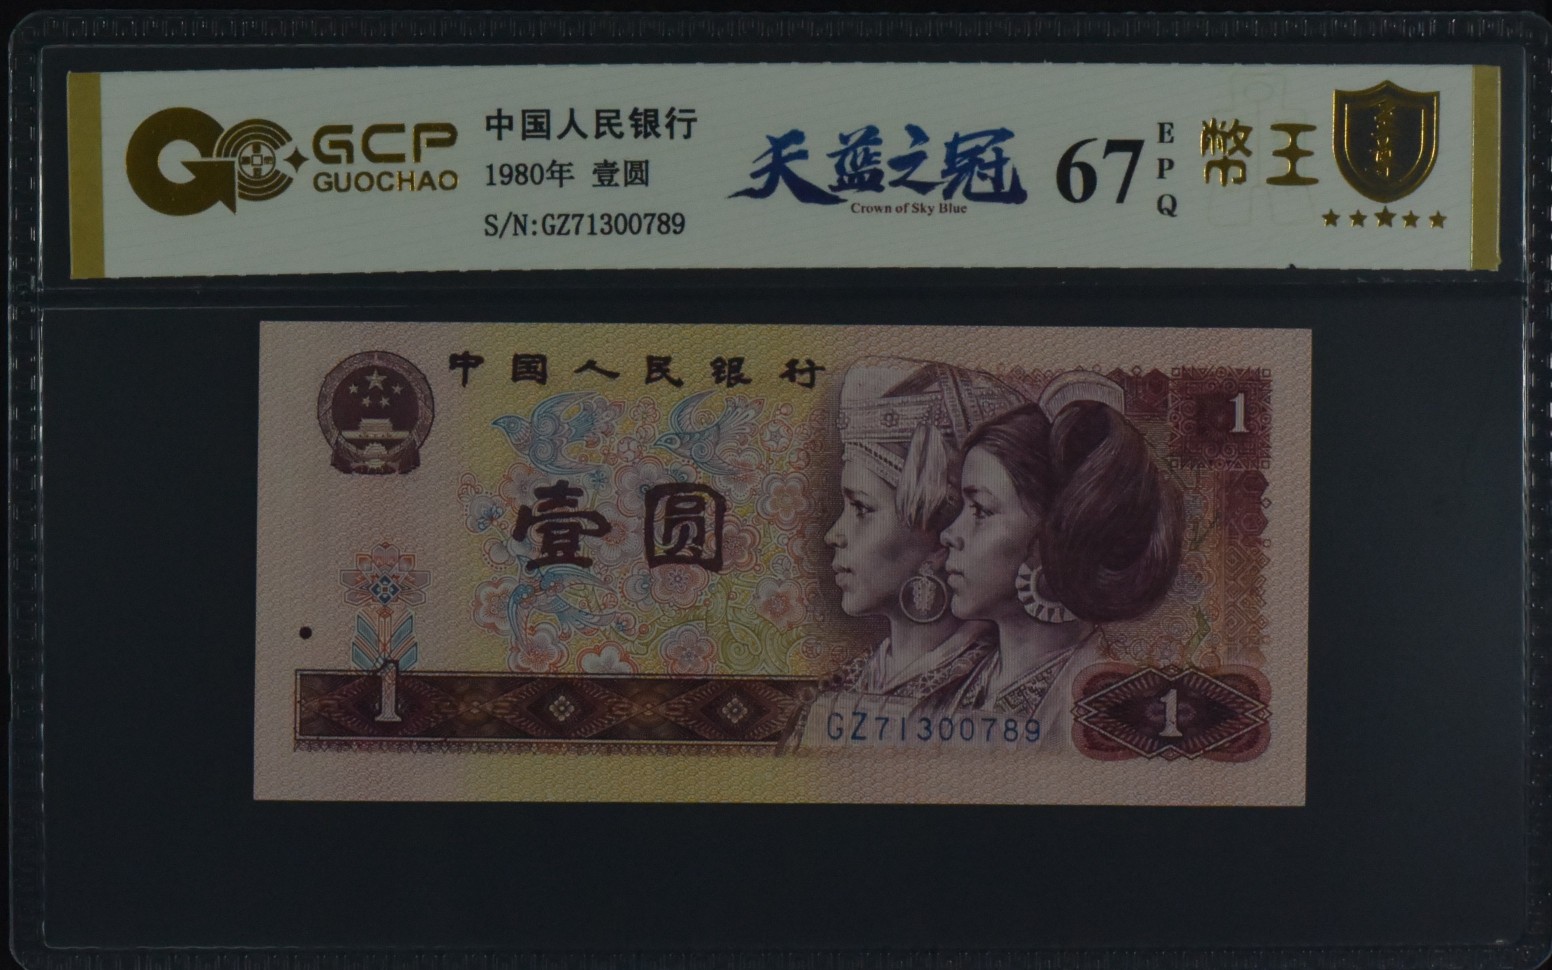 GCP
GUOCHAO
中国人民银行
1980年 壹圆
S/N:GZ71300789
天蓝之冠
Crown of Sky Blue
67
EPQ
幣王
中国人民银行
1
壹圆
1
GZ71300789
1